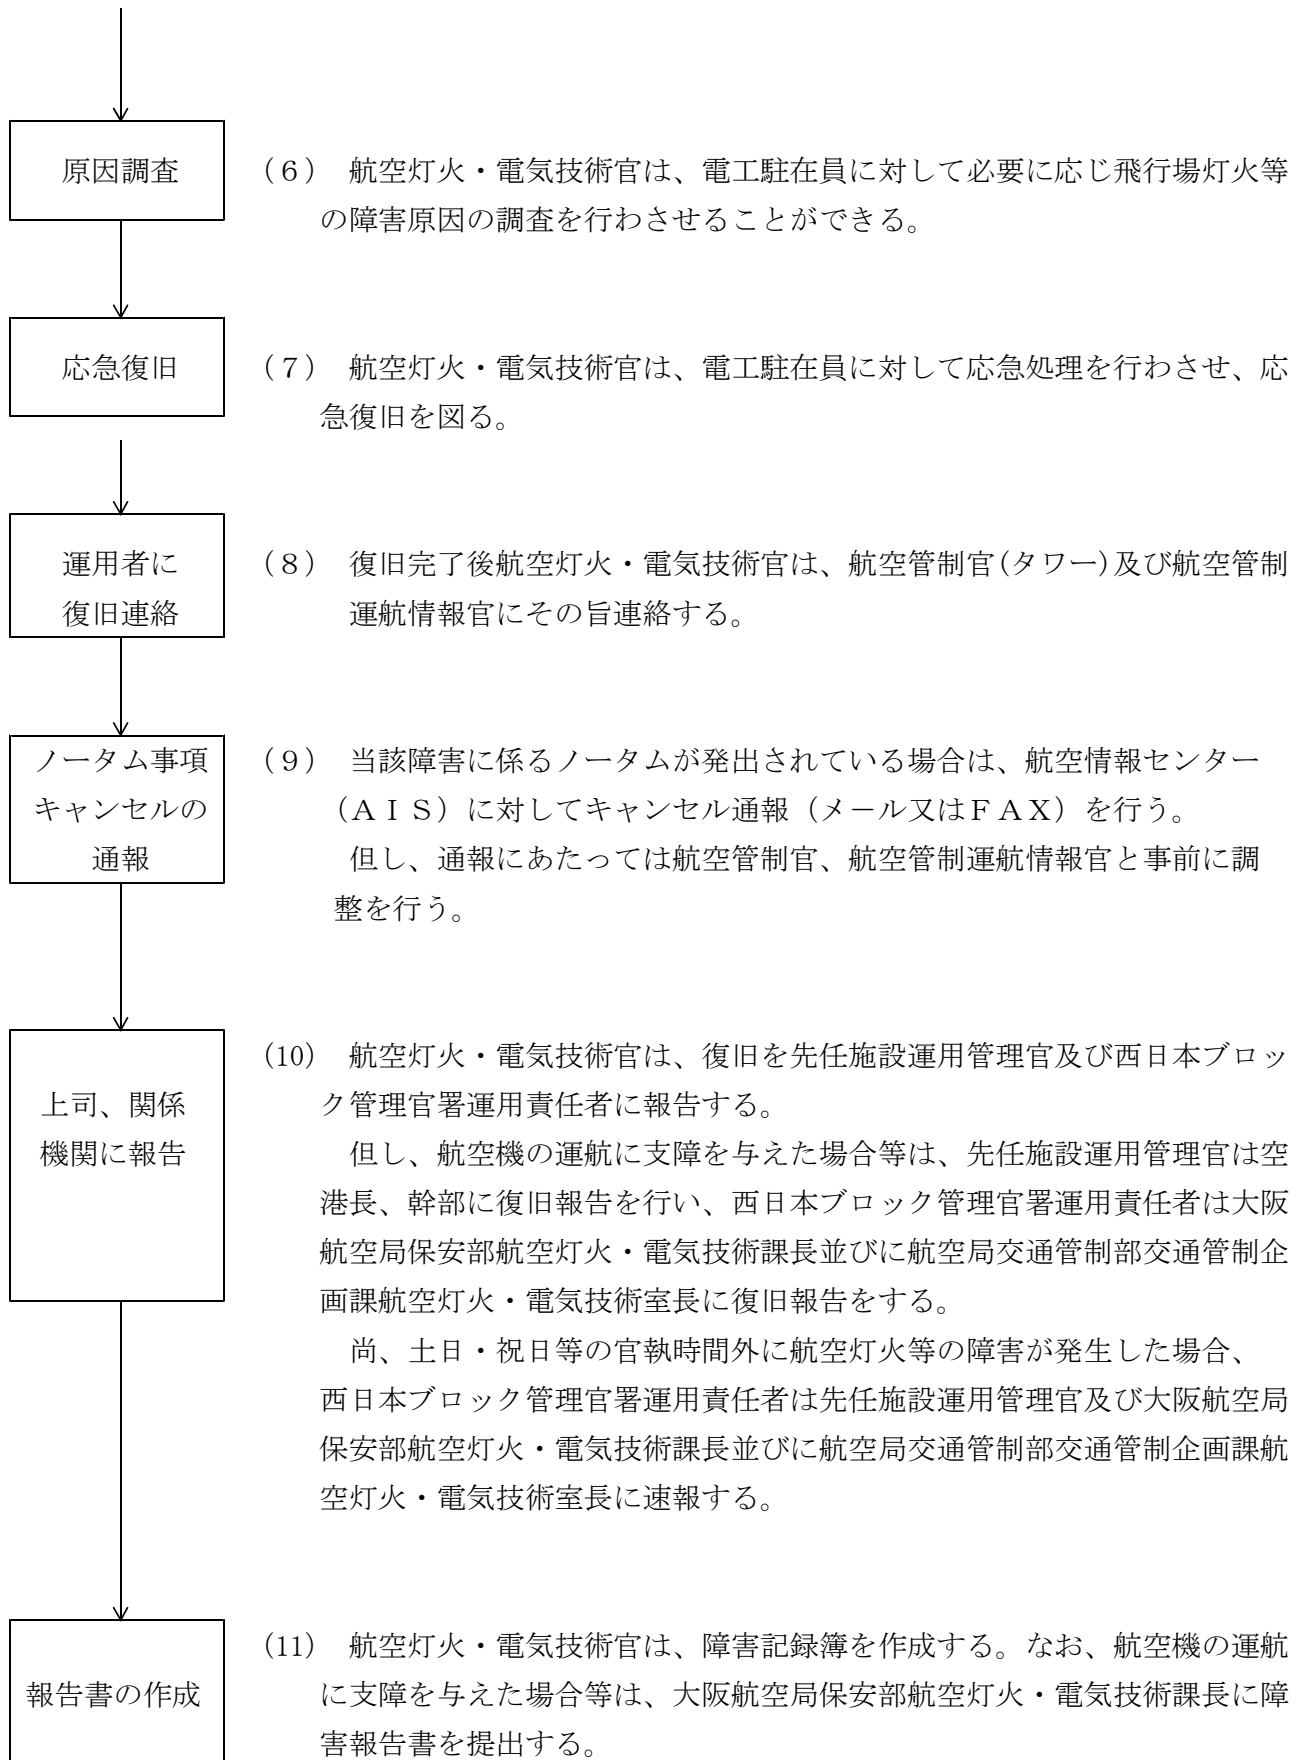 原因調査
(６) 航空灯火・電気技術官は、電工駐在員に対して必要に応じ飛行場灯火等
の障害原因の調査を行わさせることができる。
応急復旧
(７) 航空灯火・電気技術官は、電工駐在員に対して応急処理を行わさせ、応
急復旧を図る。
運用者に
復旧連絡
(８) 復旧完了後航空灯火・電気技術官は、航空管制官(タワー)及び航空管制
運航情報官にその旨連絡する。
ノータム事項
キャンセルの
通報
(９) 当該障害に係るノータムが発出されている場合は、航空情報センター
（ＡＩＳ）に対してキャンセル通報（メール又はＦＡＸ）を行う。
但し、通報にあたっては航空管制官、航空管制運航情報官と事前に調
整を行う。
上司、関係
機関に報告
(10) 航空灯火・電気技術官は、復旧を先任施設運用管理官及び西日本ブロッ
ク管理官署運用責任者に報告する。
但し、航空機の運航に支障を与えた場合等は、先任施設運用管理官は空
港長、幹部に復旧報告を行い、西日本ブロック管理官署運用責任者は大阪
航空局保安部航空灯火・電気技術課長並びに航空局交通管制部交通管制企
画課航空灯火・電気技術室長に復旧報告をする。
尚、土日・祝日等の官執時間外に航空灯火等の障害が発生した場合、
西日本ブロック管理官署運用責任者は先任施設運用管理官及び大阪航空局
保安部航空灯火・電気技術課長並びに航空局交通管制部交通管制企画課航
空灯火・電気技術室長に速報する。
報告書の作成
(11) 航空灯火・電気技術官は、障害記録簿を作成する。なお、航空機の運航
に支障を与えた場合等は、大阪航空局保安部航空灯火・電気技術課長に障
害報告書を提出する。